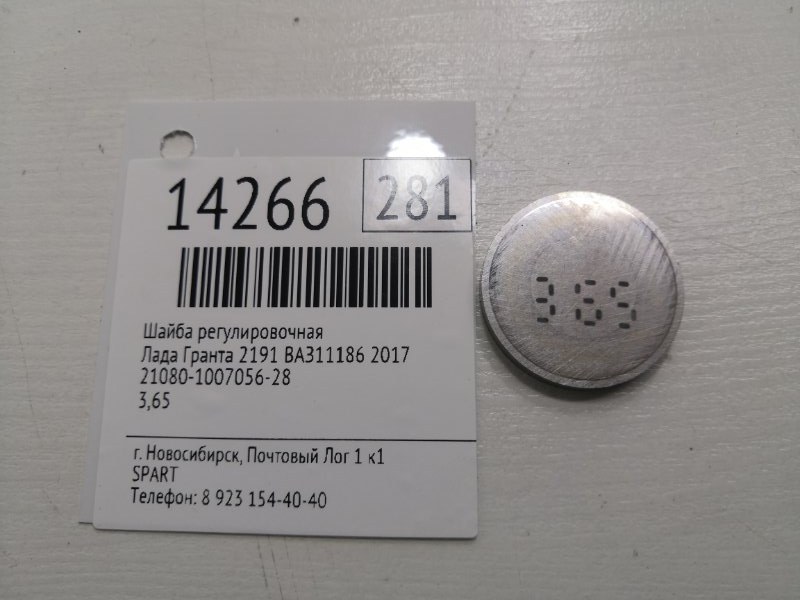 14266
281
Шайба регулировочная
Лада Гранта 2191 ВАЗ11186 2017
21080-1007056-28
3,65
г. Новосибирск, Почтовый Лог 1 к1
SPART
Телефон: 8 923 154-40-40
365